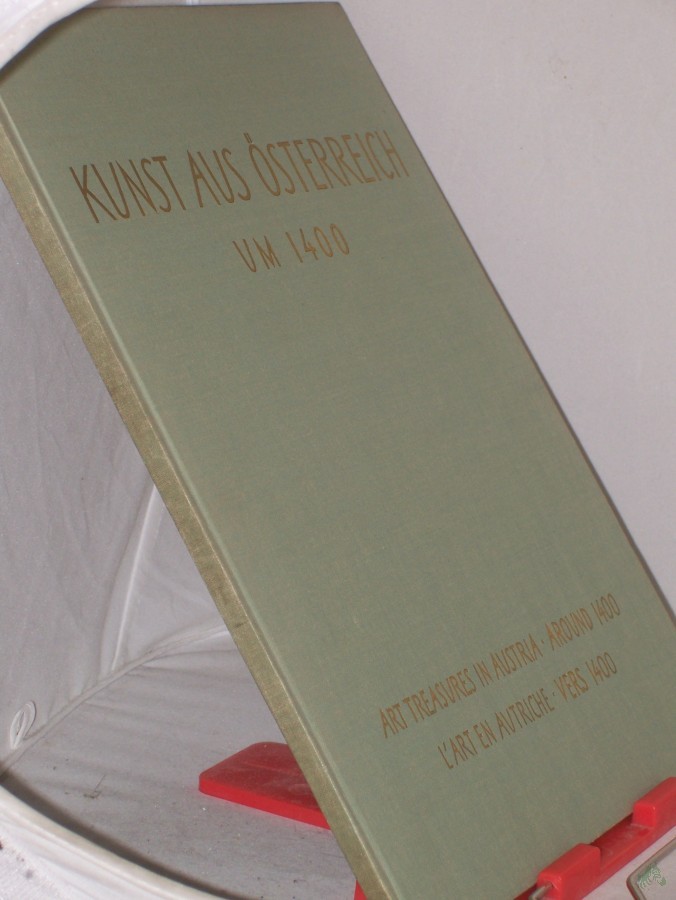 KUNST AUS ÖSTERREICH
UM 1400
ART TREASURES IN AUSTRIA · AROUND 1400
L'ART EN AUTRICHE · VERS 1400